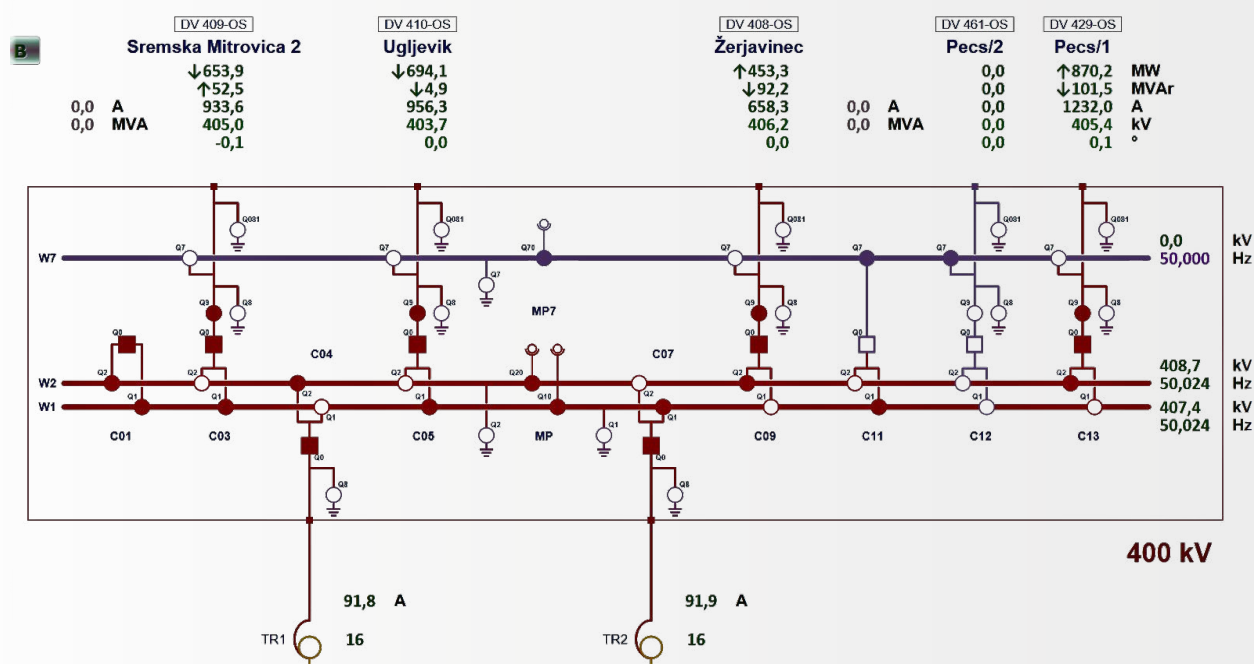 DV 409-OS DV 410-OS DV 408-OS DV 461-OS DV 429-OS
B Sremska Mitrovica 2 Ugljevik Žerjavinec Pecs/2 Pecs/1
↓653,9 ↓694,1 ↑453,3 0,0 ↑870,2 MW
↑52,5 ↓4,9 ↓92,2 0,0 ↓101,5 MVAr
0,0 A 933,6 956,3 658,3 0,0 A 0,0 1232,0 A
0,0 MVA 405,0 403,7 406,2 0,0 MVA 0,0 405,4 kV
-0,1 0,0 0,0 0,0 0,1 °
Q081 Q081 Q081 Q081 Q081
Q7 Q7 Q70 Q7 Q7 Q7 Q7 0,0 kV
W7 50,000 Hz
Q7
Q9 Q8 Q9 Q8 MP7 Q9 Q8 Q9 Q8 Q9 Q8
Q0 Q0 Q0 Q0 Q0 Q0 Q0
C04 C07
408,7 kV
Q2 Q2 Q2 Q20 Q2 Q2 Q2 Q2
W2 50,024 Hz
Q2 Q2
Q1 Q1 Q1 Q10 Q1 Q1 Q1 Q1
W1 407,4 kV
Q1 Q1
50,024 Hz
C01 C03 C05 Q2 MP Q1 C09 C11 C12 C13
Q0 Q0
Q8 Q8
400 kV
91,8 A 91,9 A
TR1 16 TR2 16